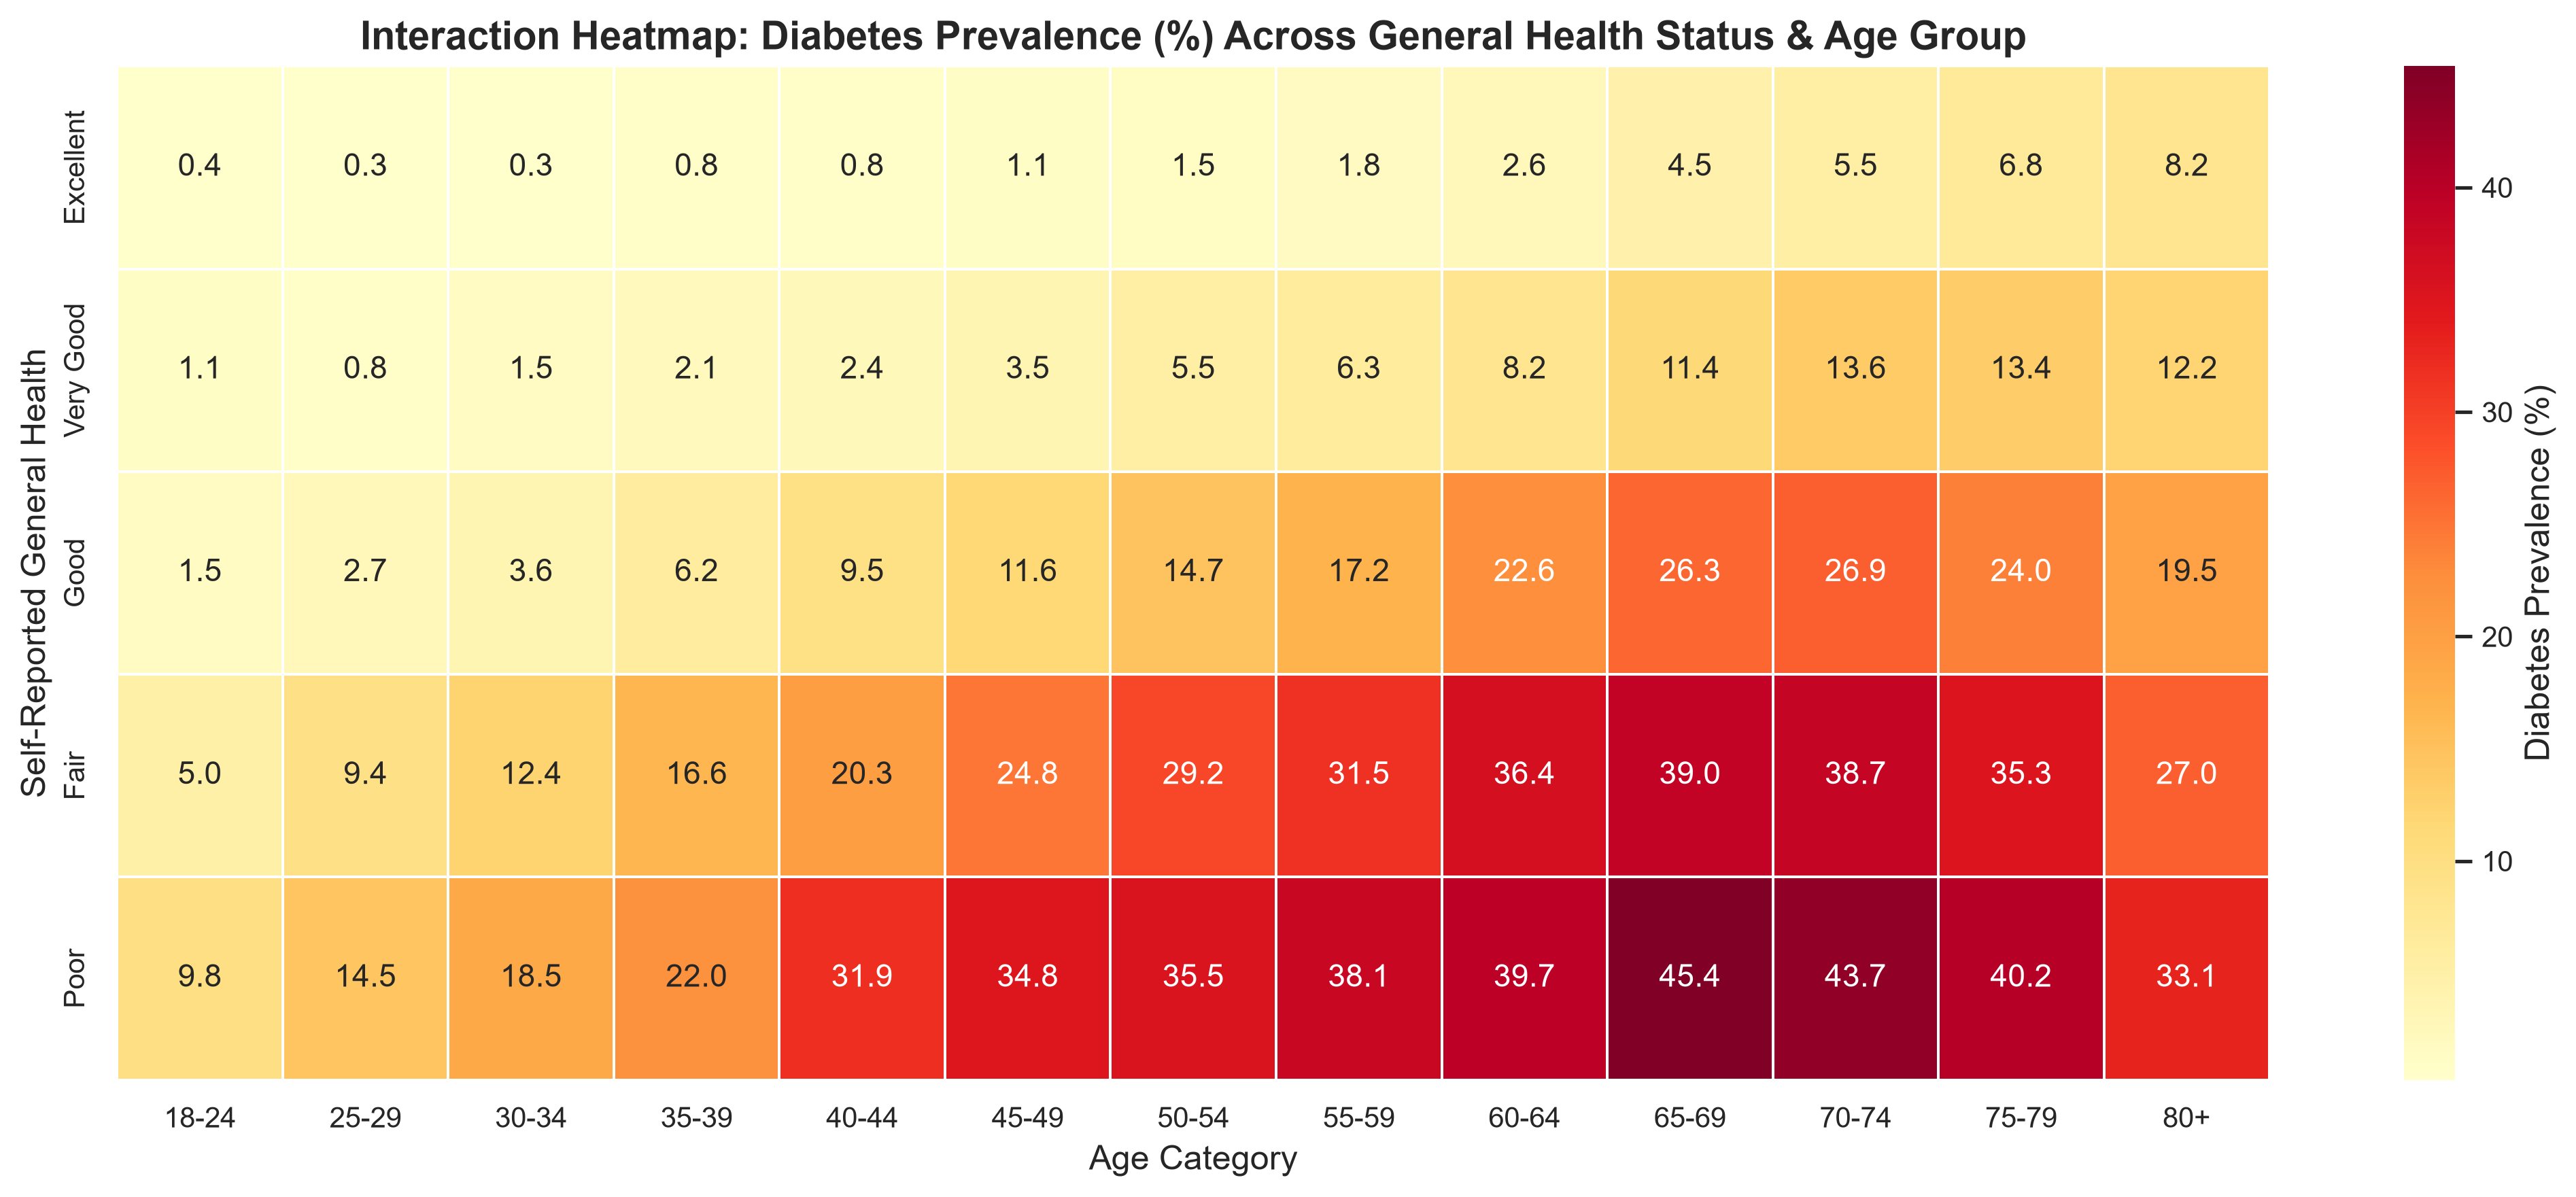 Interaction Heatmap: Diabetes Prevalence (%) Across General Health Status & Age Group
Self-Reported General Health
Excellent
0.4 0.3 0.3 0.8 0.8 1.1 1.5 1.8 2.6 4.5 5.5 6.8 8.2
Very Good
1.1 0.8 1.5 2.1 2.4 3.5 5.5 6.3 8.2 11.4 13.6 13.4 12.2
Good
1.5 2.7 3.6 6.2 9.5 11.6 14.7 17.2 22.6 26.3 26.9 24.0 19.5
Fair
5.0 9.4 12.4 16.6 20.3 24.8 29.2 31.5 36.4 39.0 38.7 35.3 27.0
Poor
9.8 14.5 18.5 22.0 31.9 34.8 35.5 38.1 39.7 45.4 43.7 40.2 33.1
18-24 25-29 30-34 35-39 40-44 45-49 50-54 55-59 60-64 65-69 70-74 75-79 80+
Age Category
40
30
20
10
Diabetes Prevalence (%)